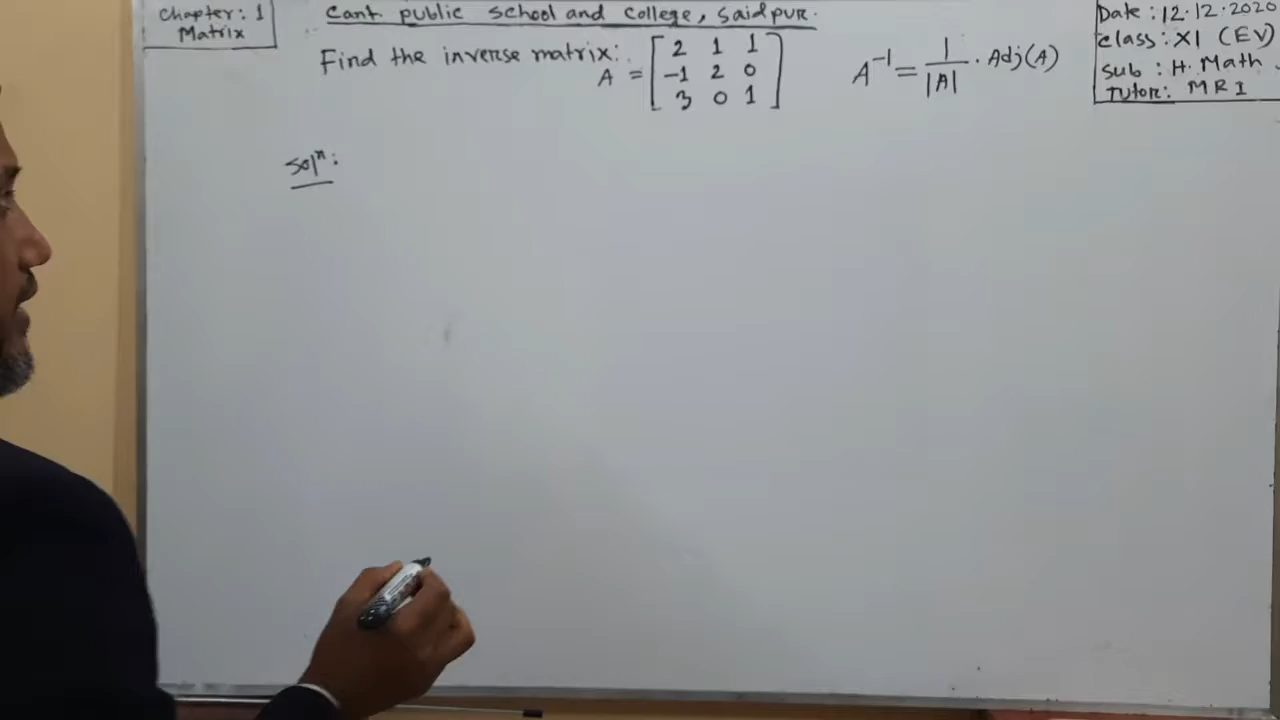 Chapter: 1
Matrix
Cant public School and College, Saidpur.
Find the inverse matrix:
A = [ 2 1 1
-1 2 0
3 0 1 ]
A⁻¹ = 1/|A| · Adj(A)
Date: 12.12.2020
Class: XI (EV)
Sub: H. Math
Tutor: MRI
Solⁿ: